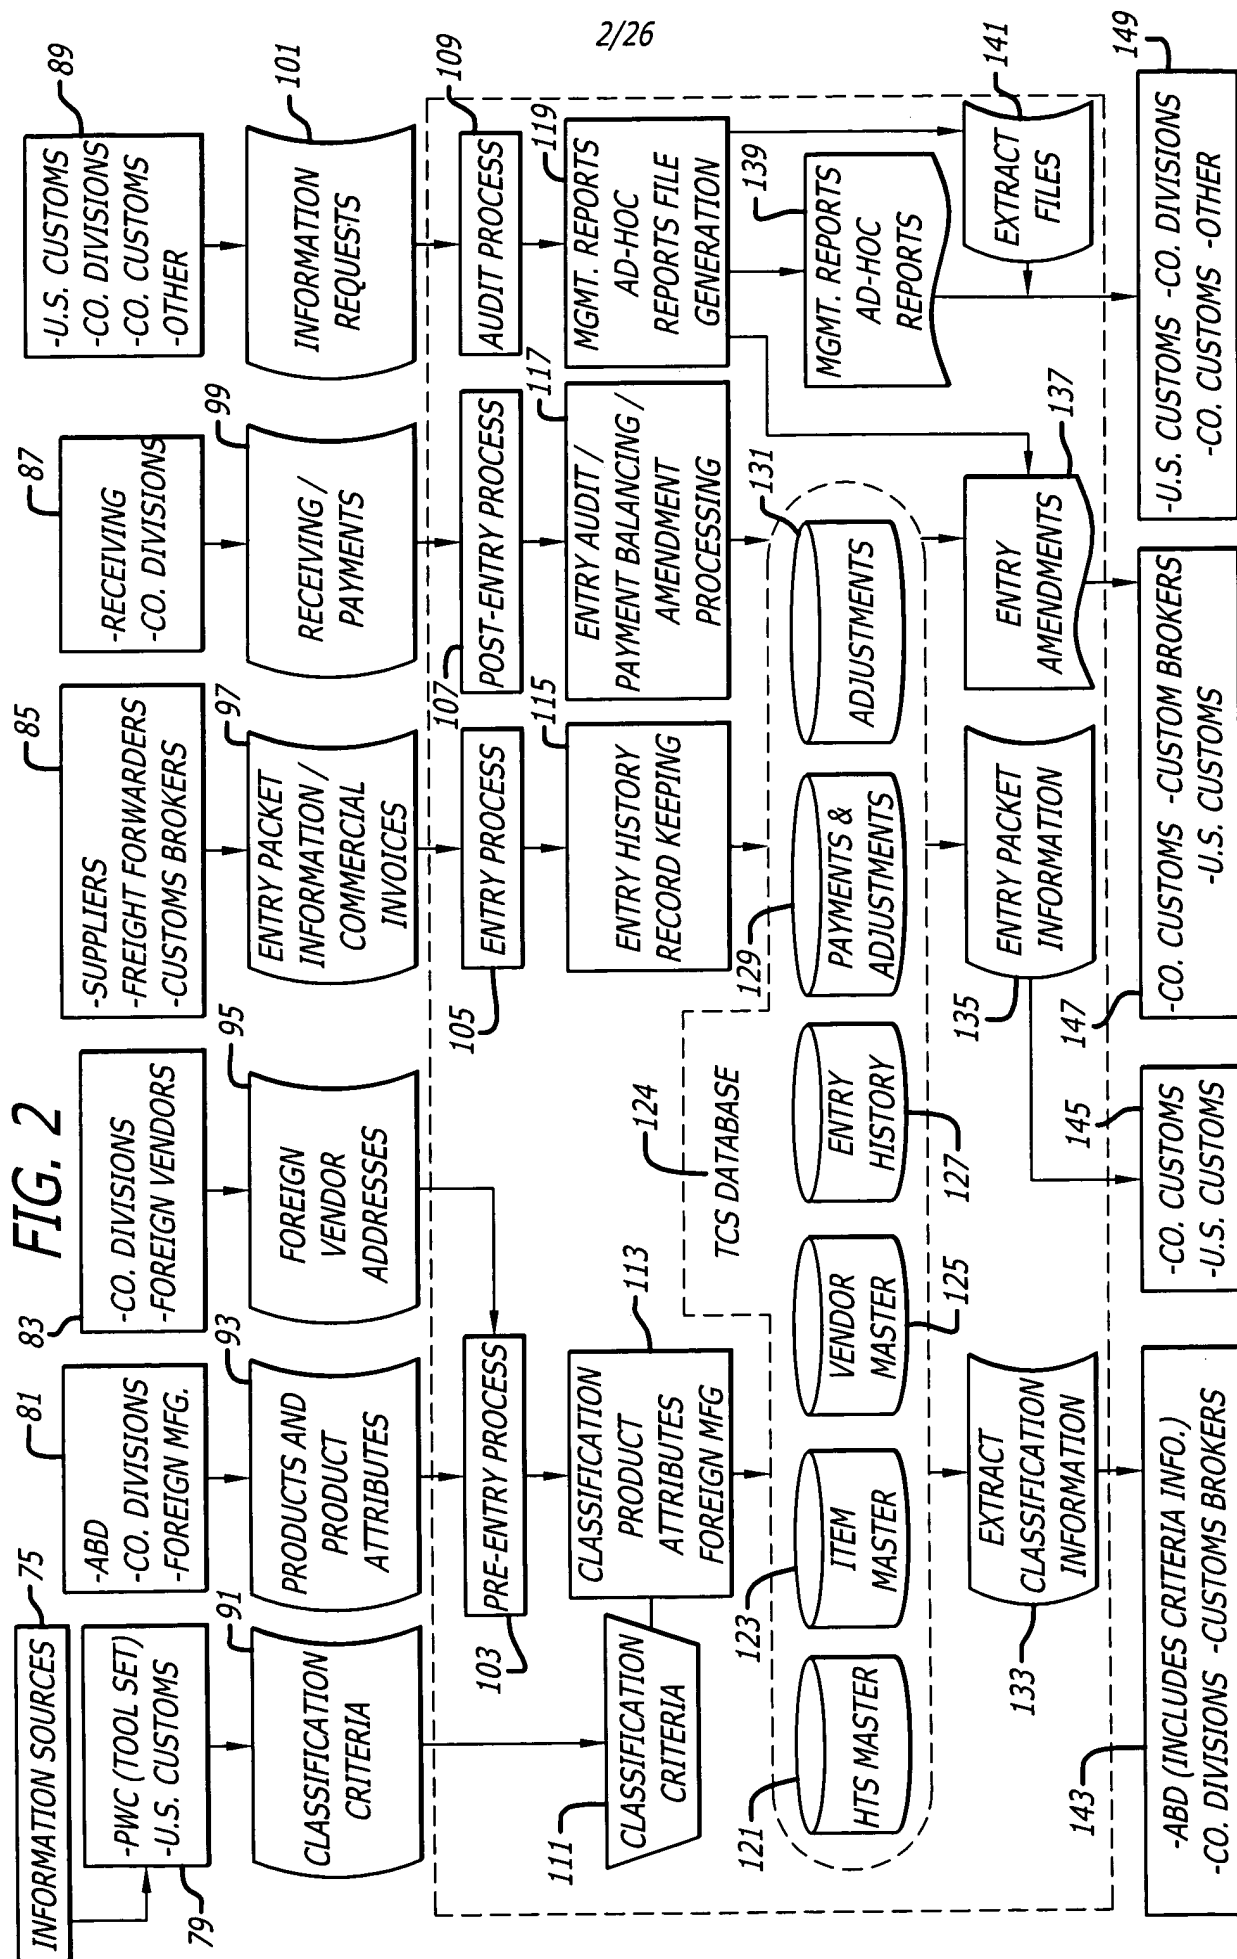 2/26
FIG. 2
INFORMATION SOURCES
75
-PWC (TOOL SET)
-U.S. CUSTOMS
79
-ABD
-CO. DIVISIONS
-FOREIGN MFG.
81
-CO. DIVISIONS
-FOREIGN VENDORS
83
-SUPPLIERS
-FREIGHT FORWARDERS
-CUSTOMS BROKERS
85
-RECEIVING
-CO. DIVISIONS
87
-U.S. CUSTOMS
-CO. DIVISIONS
-CO. CUSTOMS
-OTHER
89
CLASSIFICATION
CRITERIA
91
PRODUCTS AND
PRODUCT
ATTRIBUTES
93
FOREIGN
VENDOR
ADDRESSES
95
ENTRY PACKET
INFORMATION /
COMMERCIAL
INVOICES
97
RECEIVING /
PAYMENTS
99
INFORMATION
REQUESTS
101
PRE-ENTRY PROCESS
103
ENTRY PROCESS
105
POST-ENTRY PROCESS
107
AUDIT PROCESS
109
CLASSIFICATION
CRITERIA
111
CLASSIFICATION
PRODUCT
ATTRIBUTES
FOREIGN MFG
113
ENTRY HISTORY
RECORD KEEPING
115
ENTRY AUDIT /
PAYMENT BALANCING /
AMENDMENT
PROCESSING
117
MGMT. REPORTS
AD-HOC
REPORTS FILE
GENERATION
119
TCS DATABASE
124
HTS MASTER
121
ITEM
MASTER
123
VENDOR
MASTER
125
ENTRY
HISTORY
127
PAYMENTS &
ADJUSTMENTS
129
ADJUSTMENTS
131
MGMT. REPORTS
AD-HOC
REPORTS
139
EXTRACT
CLASSIFICATION
INFORMATION
133
ENTRY PACKET
INFORMATION
135
ENTRY
AMENDMENTS
137
EXTRACT
FILES
141
-ABD (INCLUDES CRITERIA INFO.)
-CO. DIVISIONS -CUSTOMS BROKERS
143
-CO. CUSTOMS
-U.S. CUSTOMS
145
-CO. CUSTOMS -CUSTOM BROKERS
-U.S. CUSTOMS
147
-U.S. CUSTOMS -CO. DIVISIONS
-CO. CUSTOMS -OTHER
149